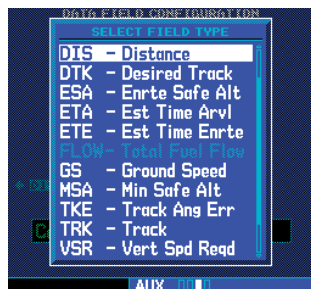 DATA FIELD CONFIGURATION
SELECT FIELD TYPE
DIS – Distance
DTK – Desired Track
ESA – Enrte Safe Alt
ETA – Est Time Arvl
ETE – Est Time Enrte
FLOW– Total Fuel Flow
GS – Ground Speed
MSA – Min Safe Alt
TKE – Track Ang Err
TRK – Track
VSR – Vert Spd Reqd
AUX